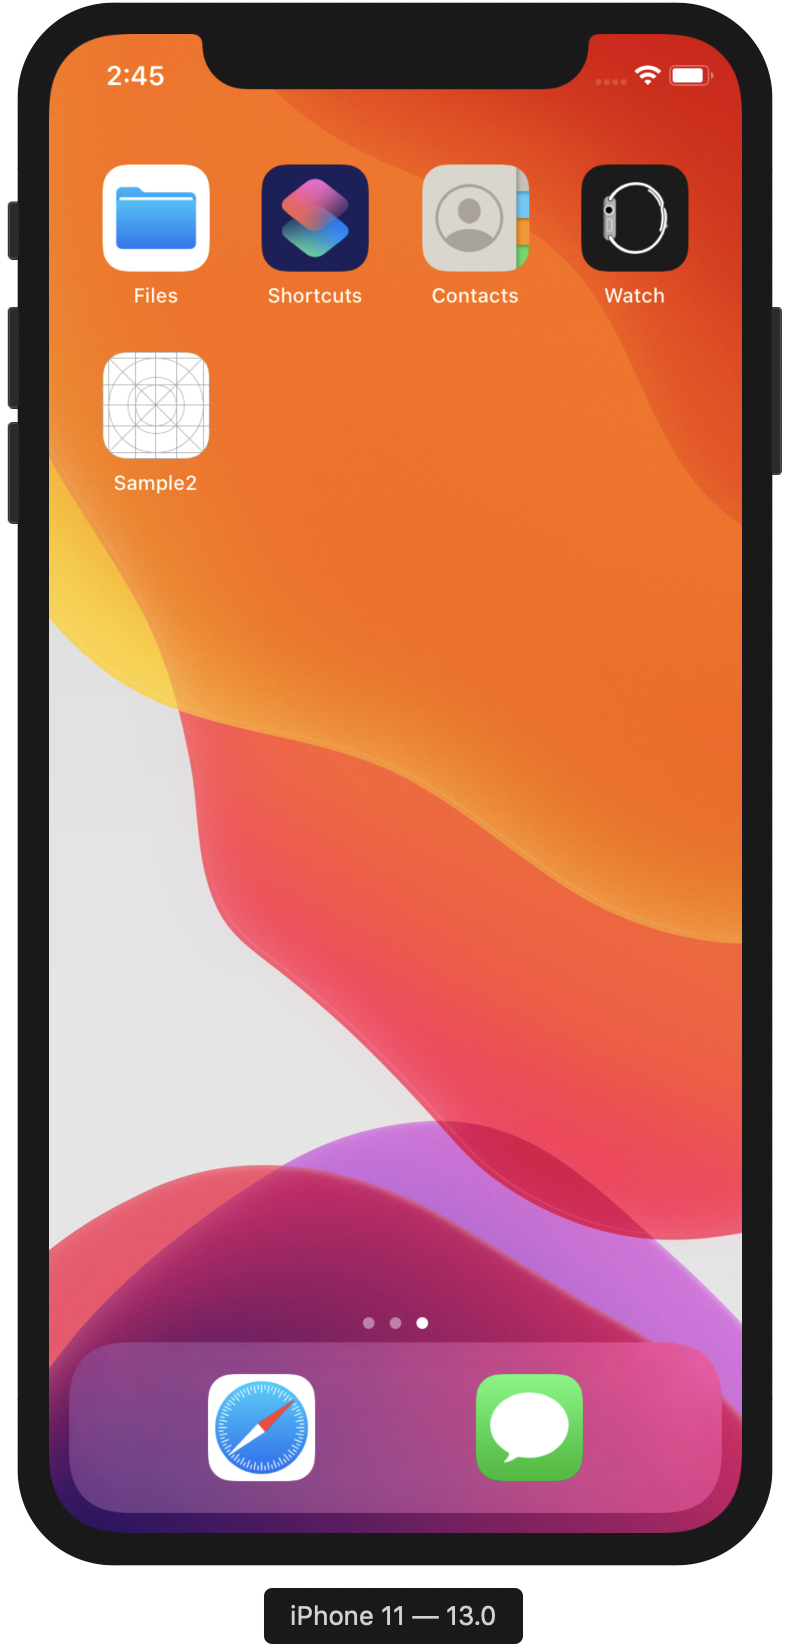 2:45
Files
Shortcuts
Contacts
Watch
Sample2
iPhone 11 — 13.0